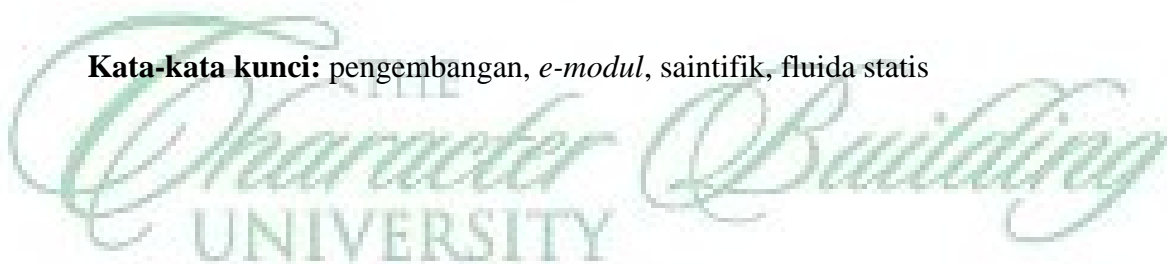 Kata-kata kunci: pengembangan, e-modul, saintifik, fluida statis
THE
Character Building
UNIVERSITY